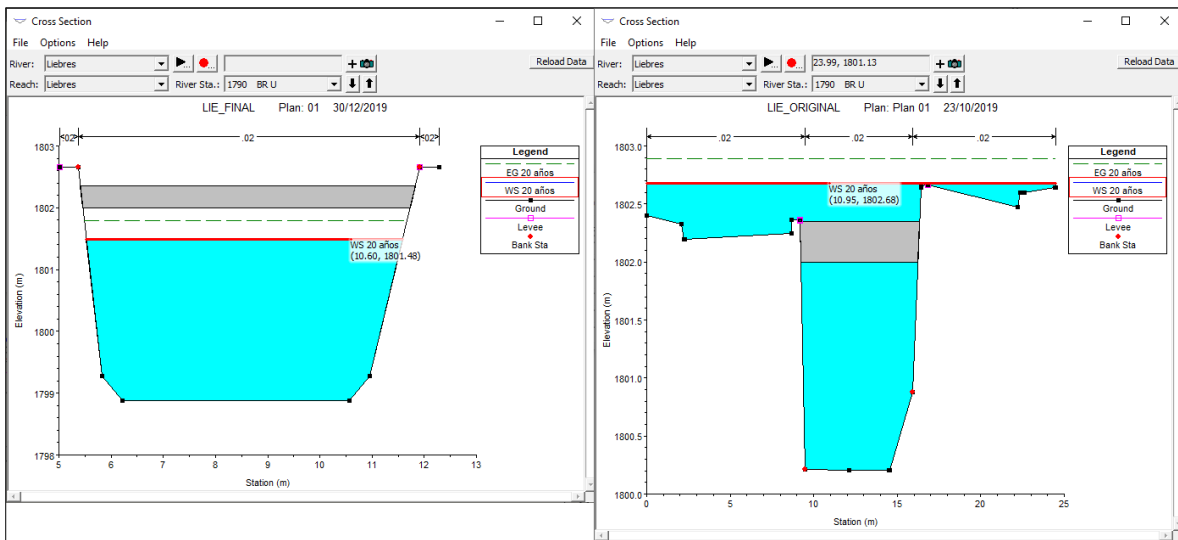 Cross Section
File Options Help
River: Liebres
Reload Data
Reach: Liebres River Sta.: 1790 BR U
LIE_FINAL Plan: 01 30/12/2019
.02 .02 .02
1803
1802
1801
1800
1799
1798
Elevation (m)
5 6 7 8 9 10 11 12 13
Station (m)
WS 20 años
(10.60, 1801.48)
Legend
EG 20 años
WS 20 años
Ground
Levee
Bank Sta
Cross Section
File Options Help
River: Liebres 23.99, 1801.13
Reload Data
Reach: Liebres River Sta.: 1790 BR U
LIE_ORIGINAL Plan: Plan 01 23/10/2019
.02 .02 .02
1803.0
1802.5
1802.0
1801.5
1801.0
1800.5
1800.0
Elevation (m)
0 5 10 15 20 25
Station (m)
WS 20 años
(10.95, 1802.68)
Legend
EG 20 años
WS 20 años
Ground
Levee
Bank Sta